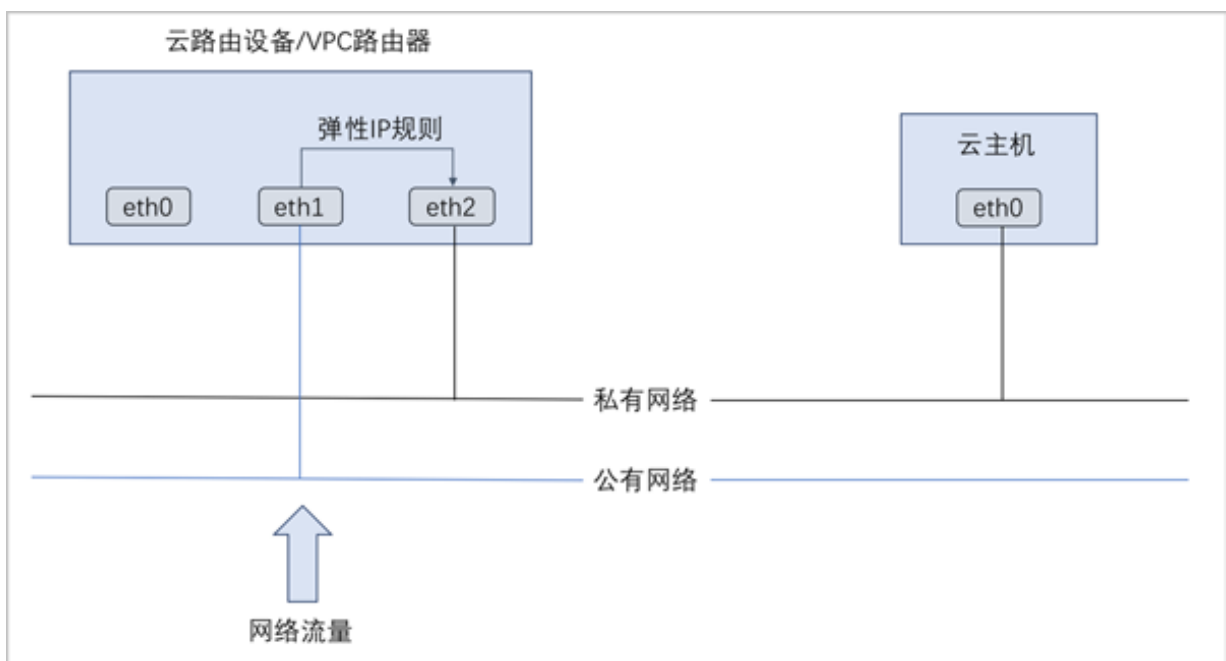 云路由设备/VPC路由器
弹性IP规则
eth0
eth1
eth2
云主机
eth0
私有网络
公有网络
网络流量